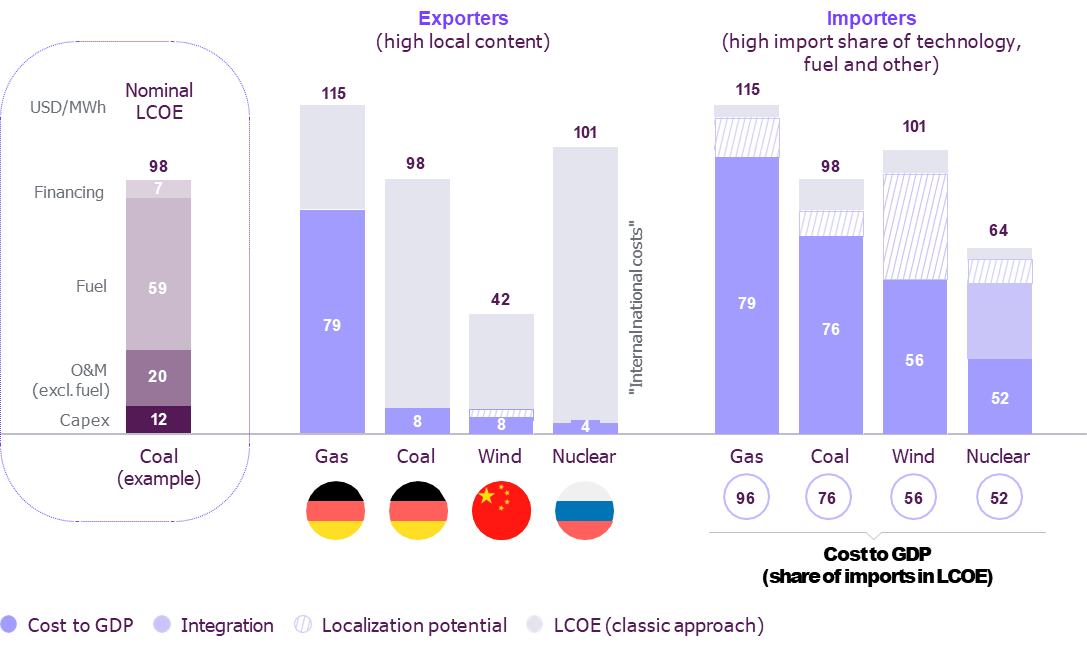 Exporters
(high local content)
Importers
(high import share of technology,
fuel and other)
USD/MWh
Nominal
LCOE
98
Financing
7
Fuel
59
O&M
(excl. fuel)
20
Capex
12
Coal
(example)
115
79
Gas
98
8
Coal
42
8
Wind
101
4
Nuclear
"Internal national costs"
115
79
Gas
96
98
76
Coal
76
101
56
Wind
56
64
52
Nuclear
52
Cost to GDP
(share of imports in LCOE)
Cost to GDP
Integration
Localization potential
LCOE (classic approach)